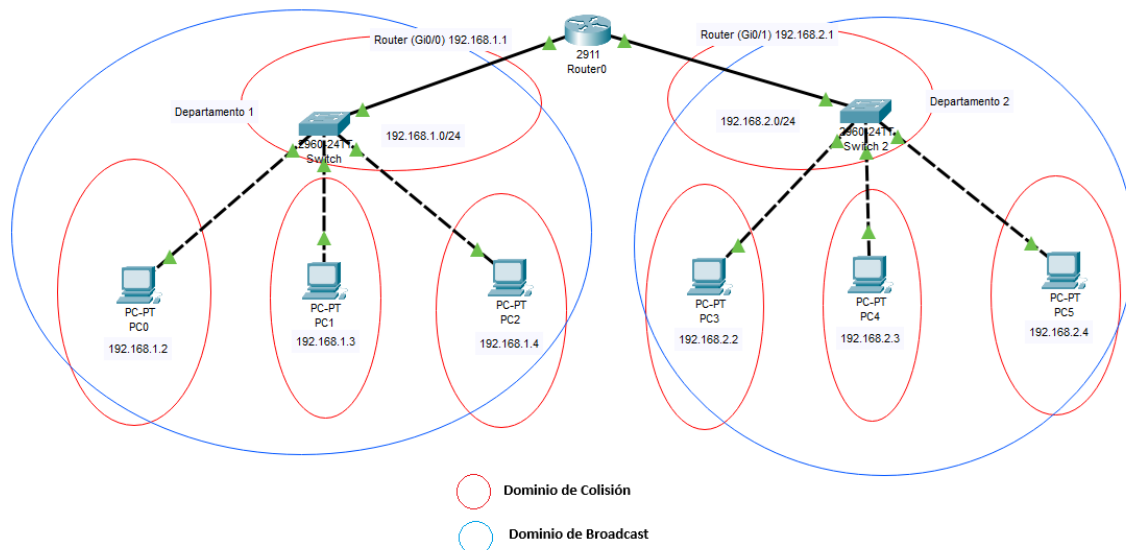 Router (Gi0/0) 192.168.1.1
2911
Router0
Router (Gi0/1) 192.168.2.1
Departamento 1
192.168.1.0/24
2960-24TT
Switch
192.168.2.0/24
Departamento 2
2960-24TT
Switch 2
PC-PT
PC0
192.168.1.2
PC-PT
PC1
192.168.1.3
PC-PT
PC2
192.168.1.4
PC-PT
PC3
192.168.2.2
PC-PT
PC4
192.168.2.3
PC-PT
PC5
192.168.2.4
Dominio de Colisión
Dominio de Broadcast